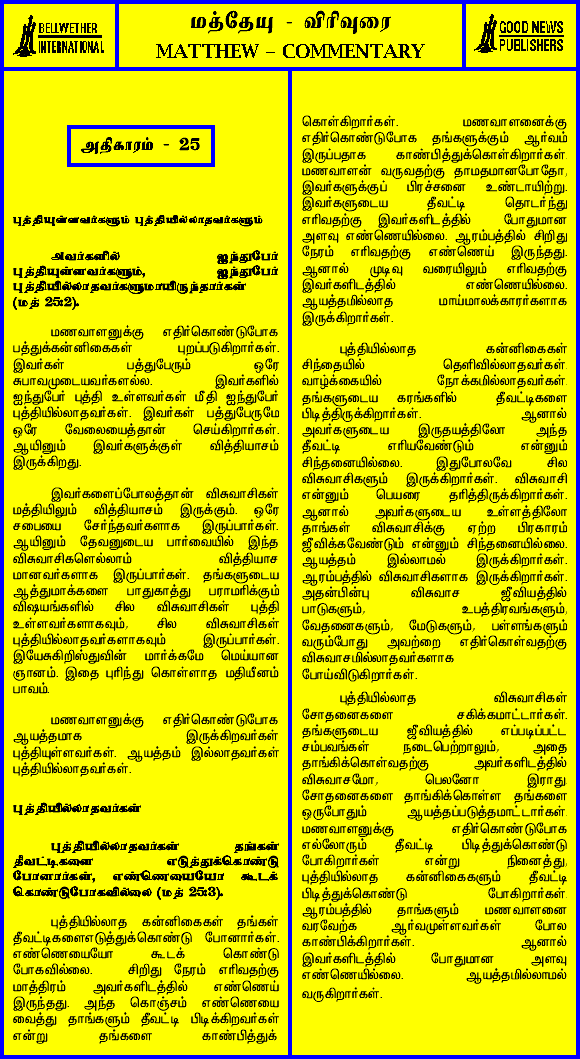 BELLWETHER
INTERNATIONAL
மத்தேயு - விரிவுரை
MATTHEW – COMMENTARY
GOOD NEWS
PUBLISHERS
அதிகாரம் - 25
புத்தியுள்ளவர்களும் புத்தியில்லாதவர்களும்
அவர்களில் ஐந்துபேர்
புத்தியுள்ளவர்களும், ஐந்துபேர்
புத்தியில்லாதவர்களுமாயிருந்தார்கள்
(மத் 25:2).
மணவாளனுக்கு எதிர்கொண்டுபோக
பத்துக்கன்னிகைகள் புறப்படுகிறார்கள்.
இவர்கள் பத்துபேரும் ஒரே
சுபாவமுடையவர்களல்ல. இவர்களில்
ஐந்துபேர் புத்தி உள்ளவர்கள் மீதி ஐந்துபேர்
புத்தியில்லாதவர்கள். இவர்கள் பத்துபேருமே
ஒரே வேலையைத்தான் செய்கிறார்கள்.
ஆயினும் இவர்களுக்குள் வித்தியாசம்
இருக்கிறது.
இவர்களைப்போலத்தான் விசுவாசிகள்
மத்தியிலும் வித்தியாசம் இருக்கும். ஒரே
சபையை சேர்ந்தவர்களாக இருப்பார்கள்.
ஆயினும் தேவனுடைய பார்வையில் இந்த
விசுவாசிகளெல்லாம் வித்தியாச
மானவர்களாக இருப்பார்கள். தங்களுடைய
ஆத்துமாக்களை பாதுகாத்து பராமரிக்கும்
விஷயங்களில் சில விசுவாசிகள் புத்தி
உள்ளவர்களாகவும், சில விசுவாசிகள்
புத்தியில்லாதவர்களாகவும் இருப்பார்கள்.
இயேசுகிறிஸ்துவின் மார்க்கமே மெய்யான
ஞானம். இதை புரிந்து கொள்ளாத மதியீனம்
பாவம்.
மணவாளனுக்கு எதிர்கொண்டுபோக
ஆயத்தமாக இருக்கிறவர்கள்
புத்தியுள்ளவர்கள். ஆயத்தம் இல்லாதவர்கள்
புத்தியில்லாதவர்கள்.
புத்தியில்லாதவர்கள்
புத்தியில்லாதவர்கள் தங்கள்
தீவட்டிகளை எடுத்துக்கொண்டு
போனார்கள், எண்ணெயையோ கூடக்
கொண்டுபோகவில்லை (மத் 25:3).
புத்தியில்லாத கன்னிகைகள் தங்கள்
தீவட்டிகளைஎடுத்துக்கொண்டு போனார்கள்.
எண்ணெயையோ கூடக் கொண்டு
போகவில்லை. சிறிது நேரம் எரிவதற்கு
மாத்திரம் அவர்களிடத்தில் எண்ணெய்
இருந்தது. அந்த கொஞ்சம் எண்ணெயை
வைத்து தாங்களும் தீவட்டி பிடிக்கிறவர்கள்
என்று தங்களை காண்பித்துக்
கொள்கிறார்கள். மணவாளனைக்கு
எதிர்கொண்டுபோக தங்களுக்கும் ஆர்வம்
இருப்பதாக காண்பித்துக்கொள்கிறார்கள்.
மணவாளன் வருவதற்கு தாமதமானபோதோ,
இவர்களுக்குப் பிரச்சனை உண்டாயிற்று.
இவர்களுடைய தீவட்டி தொடர்ந்து
எரிவதற்கு இவர்களிடத்தில் போதுமான
அளவு எண்ணெயில்லை. ஆரம்பத்தில் சிறிது
நேரம் எரிவதற்கு எண்ணெய் இருந்தது.
ஆனால் முடிவு வரையிலும் எரிவதற்கு
இவர்களிடத்தில் எண்ணெயில்லை.
ஆயத்தமில்லாத மாய்மாலக்காரர்களாக
இருக்கிறார்கள்.
புத்தியில்லாத கன்னிகைகள்
சிந்தையில் தெளிவில்லாதவர்கள்.
வாழ்க்கையில் நோக்கமில்லாதவர்கள்.
தங்களுடைய கரங்களில் தீவட்டிகளை
பிடித்திருக்கிறார்கள். ஆனால்
அவர்களுடைய இருதயத்திலோ அந்த
தீவட்டி எரியவேண்டும் என்னும்
சிந்தனையில்லை. இதுபோலவே சில
விசுவாசிகளும் இருக்கிறார்கள். விசுவாசி
என்னும் பெயரை தரித்திருக்கிறார்கள்.
ஆனால் அவர்களுடைய உள்ளத்திலோ
தாங்கள் விசுவாசிக்கு ஏற்ற பிரகாரம்
ஜீவிக்கவேண்டும் என்னும் சிந்தனையில்லை.
ஆயத்தம் இல்லாமல் இருக்கிறார்கள்.
ஆரம்பத்தில் விசுவாசிகளாக இருக்கிறார்கள்.
அதன்பின்பு விசுவாச ஜீவியத்தில்
பாடுகளும், உபத்திரவங்களும்,
வேதனைகளும், மேடுகளும், பள்ளங்களும்
வரும்போது அவற்றை எதிர்கொள்வதற்கு
விசுவாசமில்லாதவர்களாக
போய்விடுகிறார்கள்.
புத்தியில்லாத விசுவாசிகள்
சோதனைகளை சகிக்கமாட்டார்கள்.
தங்களுடைய ஜீவியத்தில் எப்படிப்பட்ட
சம்பவங்கள் நடைபெற்றாலும், அதை
தாங்கிக்கொள்வதற்கு அவர்களிடத்தில்
விசுவாசமோ, பெலனோ இராது
சோதனைகளை தாங்கிக்கொள்ள தங்களை
ஒருபோதும் ஆயத்தப்படுத்தமாட்டார்கள்.
மணவாளனுக்கு எதிர்கொண்டுபோக
எல்லோரும் தீவட்டி பிடித்துக்கொண்டு
போகிறார்கள் என்று நினைத்து,
புத்தியில்லாத கன்னிகைகளும் தீவட்டி
பிடித்துக்கொண்டு போகிறார்கள்.
ஆரம்பத்தில் தாங்களும் மணவாளனை
வரவேற்க ஆர்வமுள்ளவர்கள் போல
காண்பிக்கிறார்கள். ஆனால்
இவர்களிடத்தில் போதுமான அளவு
எண்ணெயில்லை. ஆயத்தமில்லாமல்
வருகிறார்கள்.